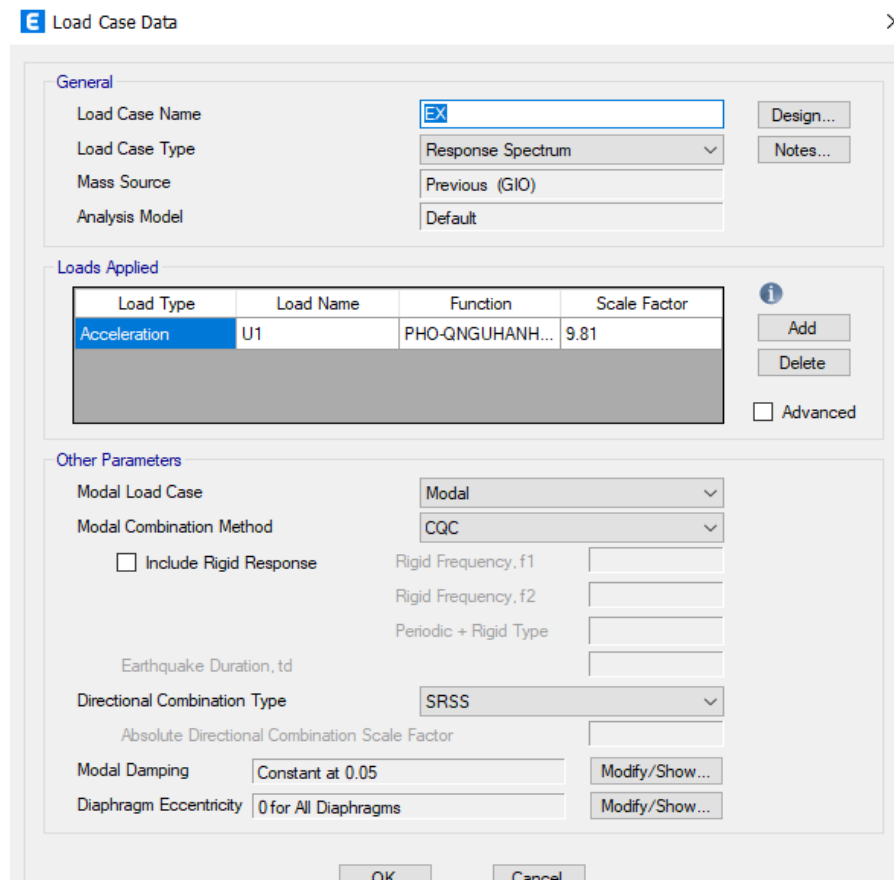 E Load Case Data
General
Load Case Name EX Design...
Load Case Type Response Spectrum Notes...
Mass Source Previous (GIO)
Analysis Model Default
Loads Applied
Load Type Load Name Function Scale Factor
Acceleration U1 PHO-QNGUHANH... 9.81
Add
Delete
Advanced
Other Parameters
Modal Load Case Modal
Modal Combination Method CQC
Include Rigid Response Rigid Frequency, f1
Rigid Frequency, f2
Periodic + Rigid Type
Earthquake Duration, td
Directional Combination Type SRSS
Absolute Directional Combination Scale Factor
Modal Damping Constant at 0.05 Modify/Show...
Diaphragm Eccentricity 0 for All Diaphragms Modify/Show...
OK Cancel